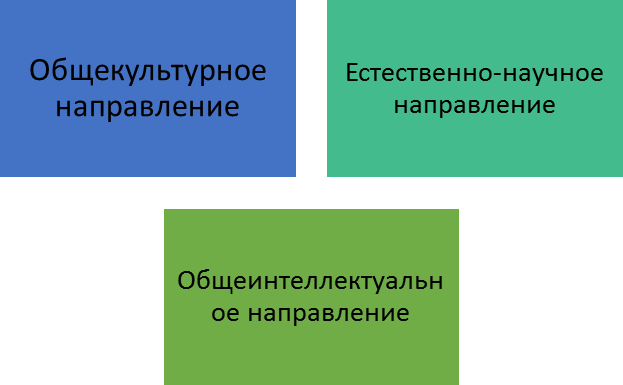 Общекультурное
направление
Естественно-научное
направление
Общеинтеллектуальн
ое направление